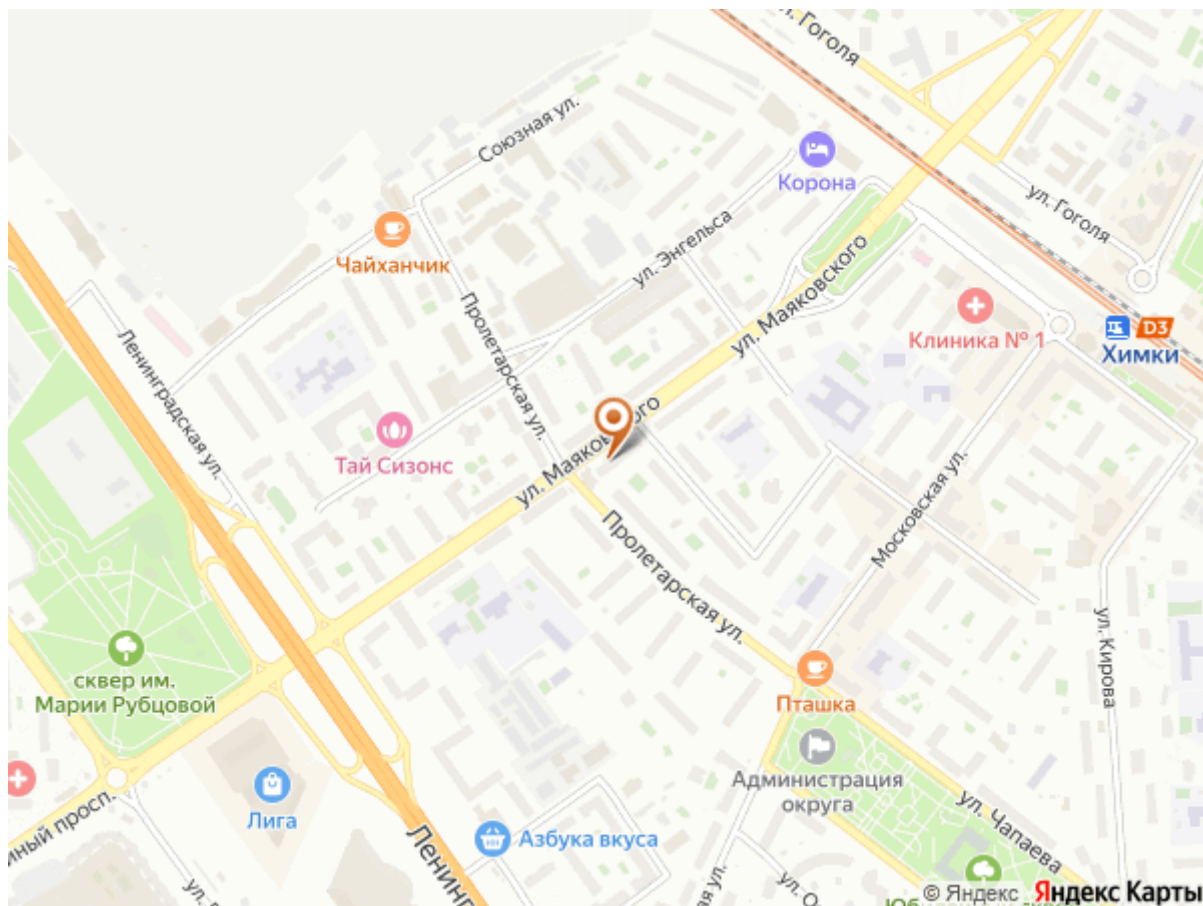 ул. Гоголя
Союзная ул.
Корона
ул. Гоголя
Чайханчик
ул. Энгельса
Пролетарская ул.
ул. Маяковского
Клиника № 1
D3
Химки
Ленинградская ул.
Тай Сизонс
ул. Маяковского
Московская ул.
Пролетарская ул.
сквер им.
Марии Рубцовой
ул. Кирова
Пташка
Администрация
округа
Лига
ул. Чапаева
Азбука вкуса
© Яндекс Яндекс Карты